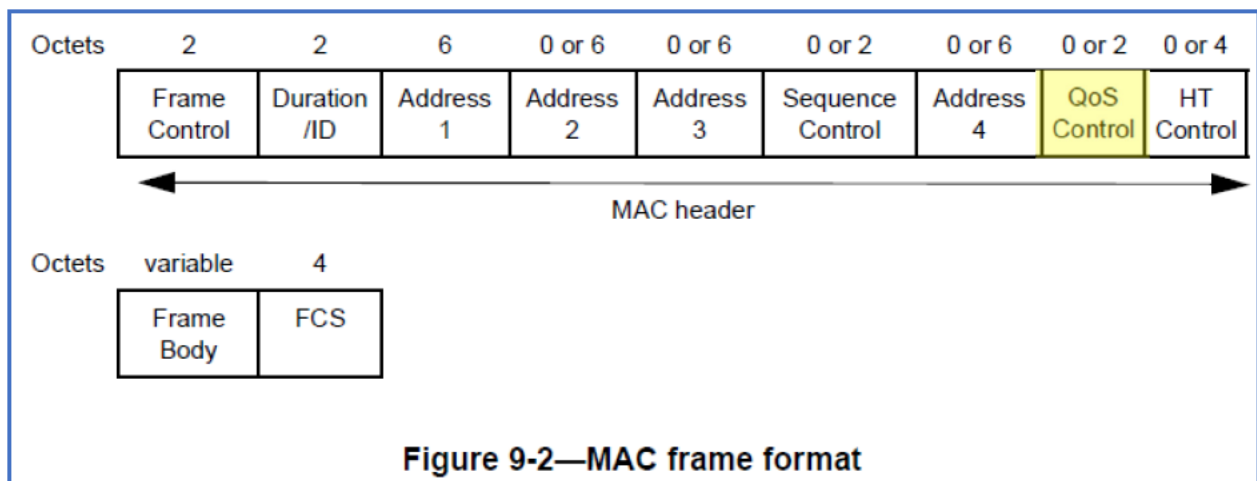 Octets 2 2 6 0 or 6 0 or 6 0 or 2 0 or 6 0 or 2 0 or 4
Frame Control Duration /ID Address 1 Address 2 Address 3 Sequence Control Address 4 QoS Control HT Control
MAC header
Octets variable 4
Frame Body FCS
Figure 9-2—MAC frame format